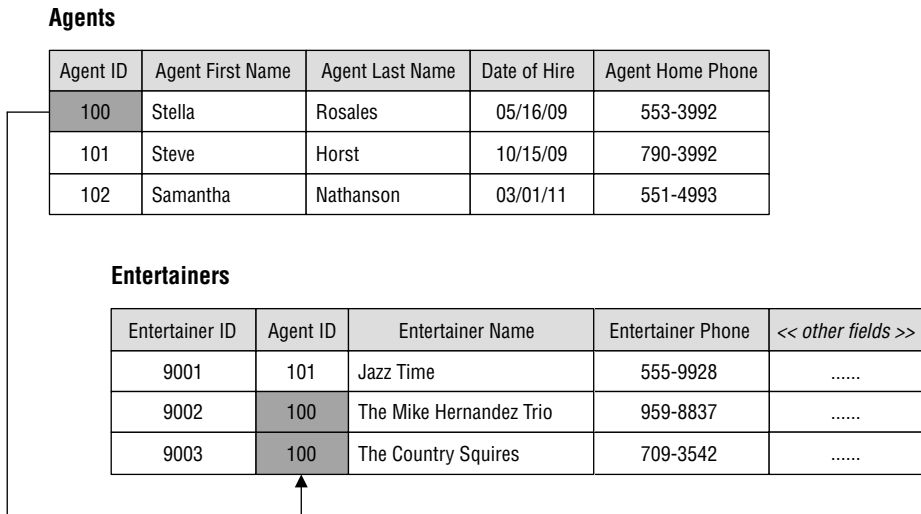 Agents
Agent ID Agent First Name Agent Last Name Date of Hire Agent Home Phone
100 Stella Rosales 05/16/09 553-3992
101 Steve Horst 10/15/09 790-3992
102 Samantha Nathanson 03/01/11 551-4993
Entertainers
Entertainer ID Agent ID Entertainer Name Entertainer Phone << other fields >>
9001 101 Jazz Time 555-9928 ......
9002 100 The Mike Hernandez Trio 959-8837 ......
9003 100 The Country Squires 709-3542 ......